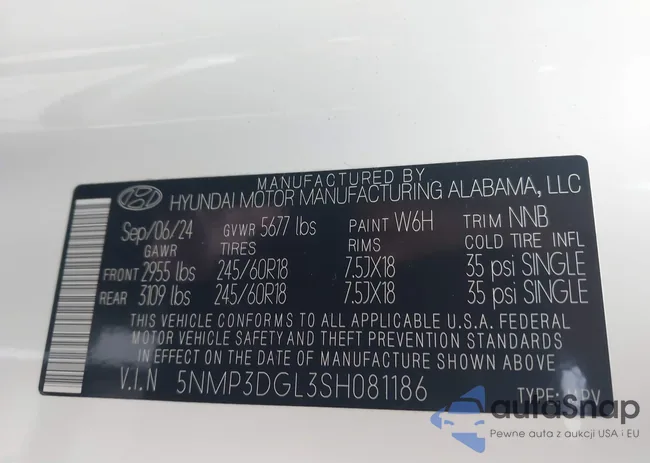 MANUFACTURED BY
HYUNDAI MOTOR MANUFACTURING ALABAMA, LLC
Sep/06/24 GVWR 5677 lbs PAINT W6H TRIM NNB
GAWR TIRES RIMS COLD TIRE INFL
FRONT 2955 lbs 245/60R18 7.5JX18 35 psi SINGLE
REAR 3109 lbs 245/60R18 7.5JX18 35 psi SINGLE
THIS VEHICLE CONFORMS TO ALL APPLICABLE U.S.A. FEDERAL
MOTOR VEHICLE SAFETY AND THEFT PREVENTION STANDARDS
IN EFFECT ON THE DATE OF MANUFACTURE SHOWN ABOVE
V.I.N 5NMP3DGL3SH081186 TYPE: MPV
autoSnap
Pewne auta z aukcji USA i EU